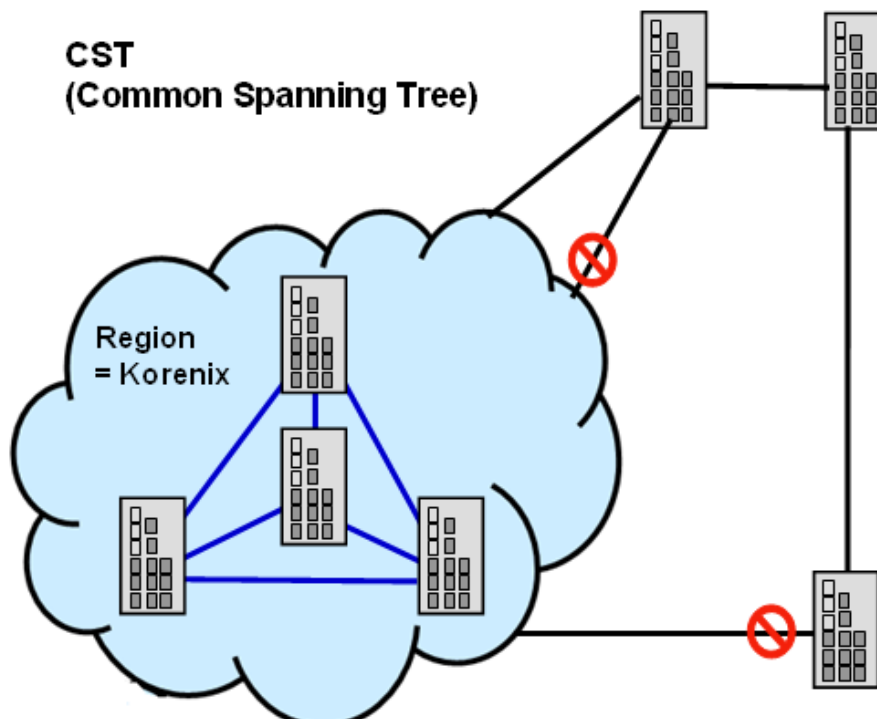 CST
(Common Spanning Tree)
Region
= Korenix